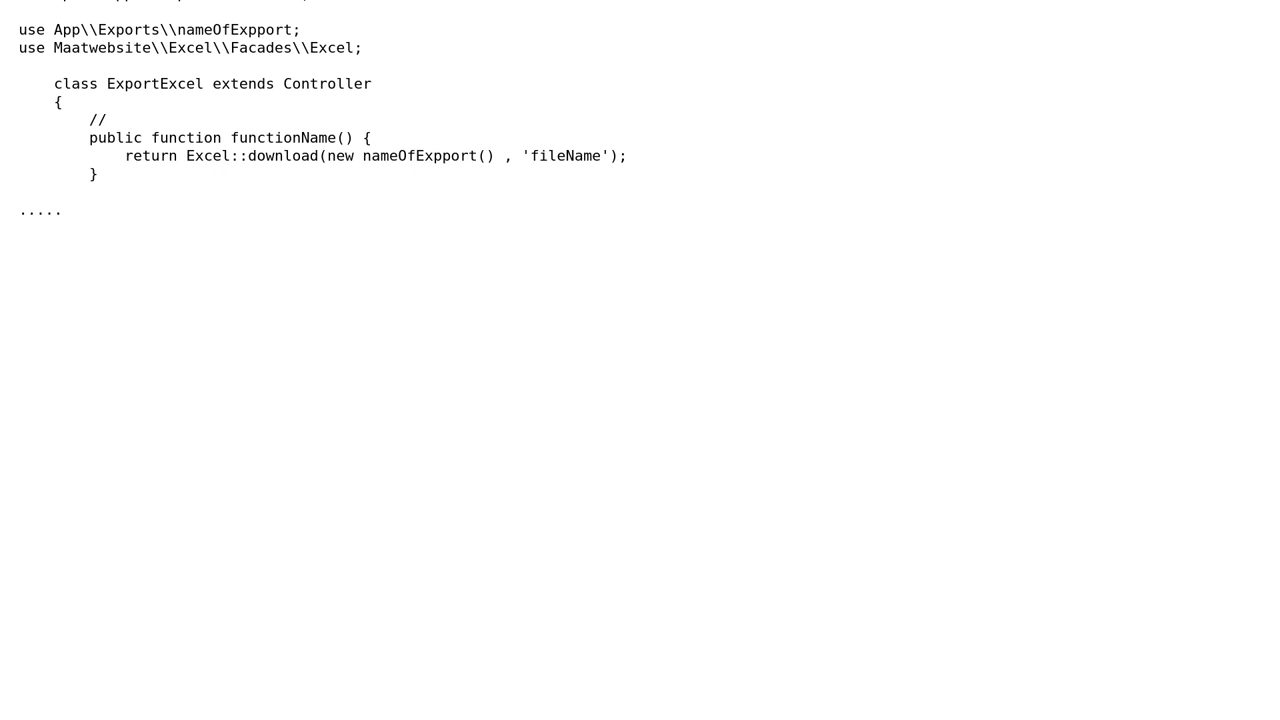 use App\\Exports\\nameOfExpport;
use Maatwebsite\\Excel\\Facades\\Excel;
    class ExportExcel extends Controller
    {
        //
        public function functionName() {
            return Excel::download(new nameOfExpport() , 'fileName');
        }
.....